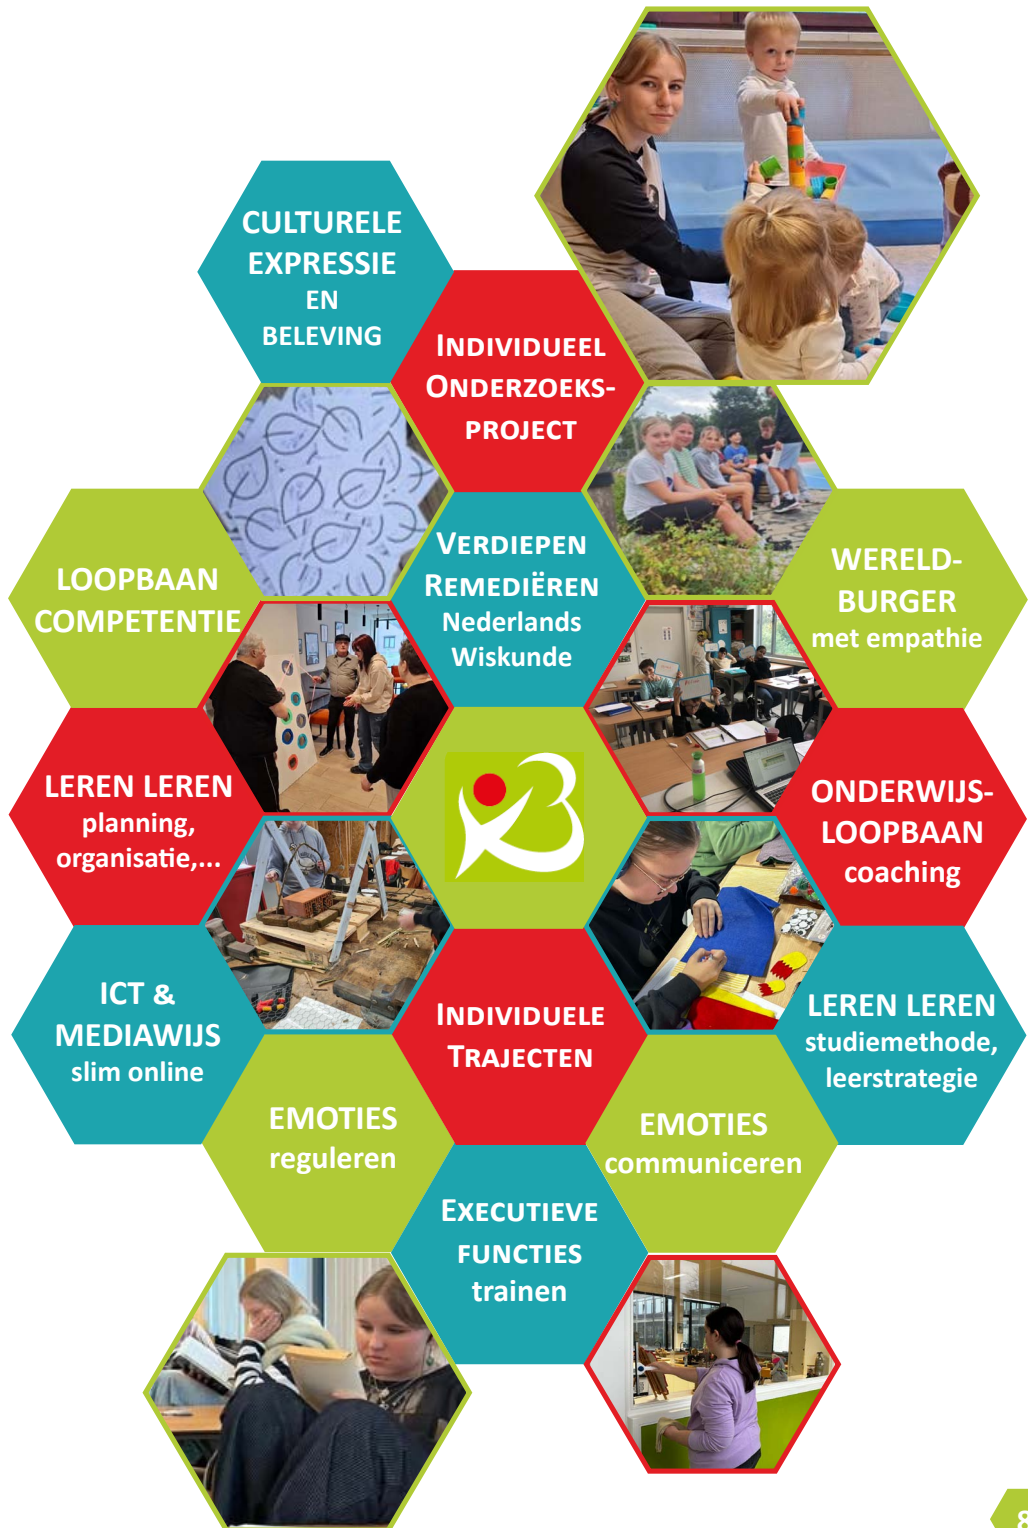 CULTURELE
EXPRESSIE
EN
BELEVING
INDIVIDUEEL
ONDERZOEKS-
PROJECT
LOOPBAAN
COMPETENTIE
VERDIEPEN
REMEDIËREN
Nederlands
Wiskunde
WERELD-
BURGER
met empathie
LEREN LEREN
planning,
organisatie,...
ONDERWIJS-
LOOPBAAN
coaching
ICT &
MEDIAWIJS
slim online
INDIVIDUELE
TRAJECTEN
LEREN LEREN
studiemethode,
leerstrategie
EMOTIES
reguleren
EMOTIES
communiceren
EXECUTIEVE
FUNCTIES
trainen
8